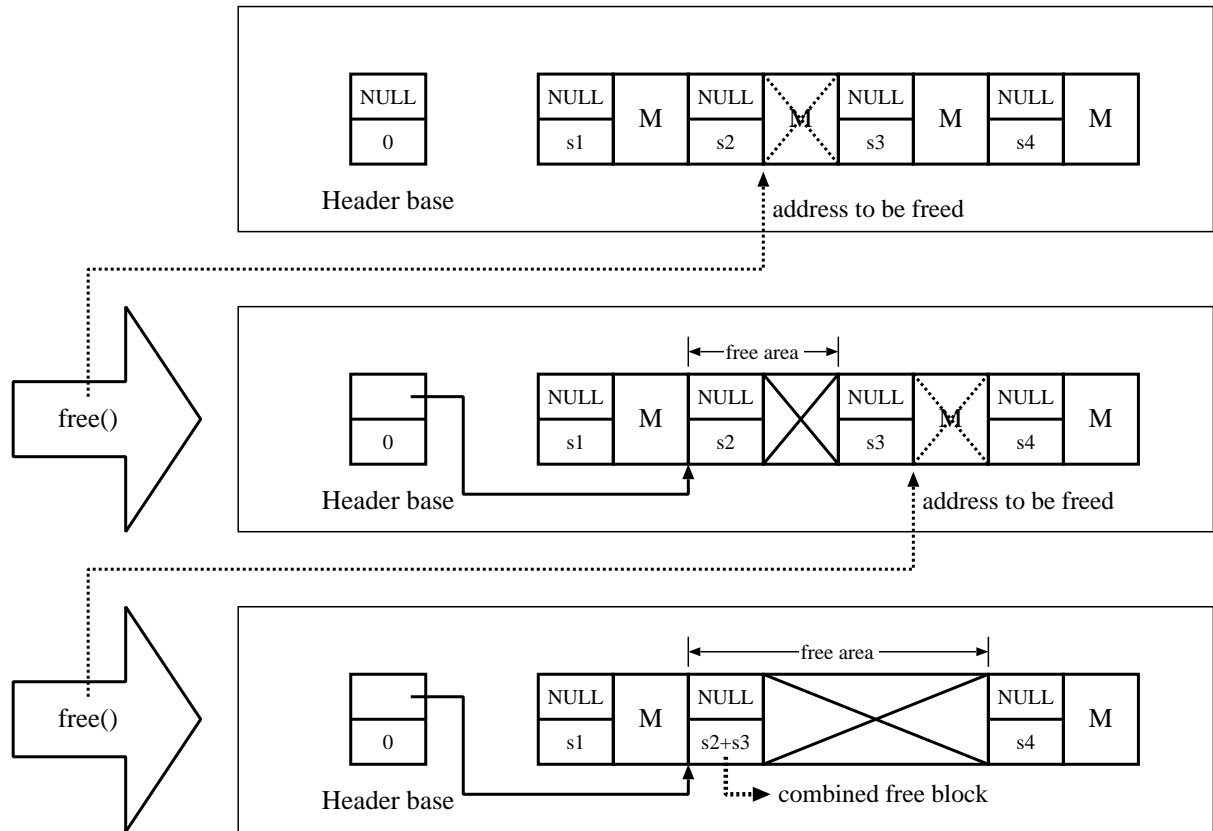 NULL NULL M NULL M NULL M NULL M
0 s1 s2 s3 s4
Header base
address to be freed
free area
free()
NULL M NULL NULL M NULL M
0 s1 s2 s3 s4
Header base
address to be freed
free area
free()
NULL M NULL NULL M
0 s1 s2+s3 s4
Header base
combined free block